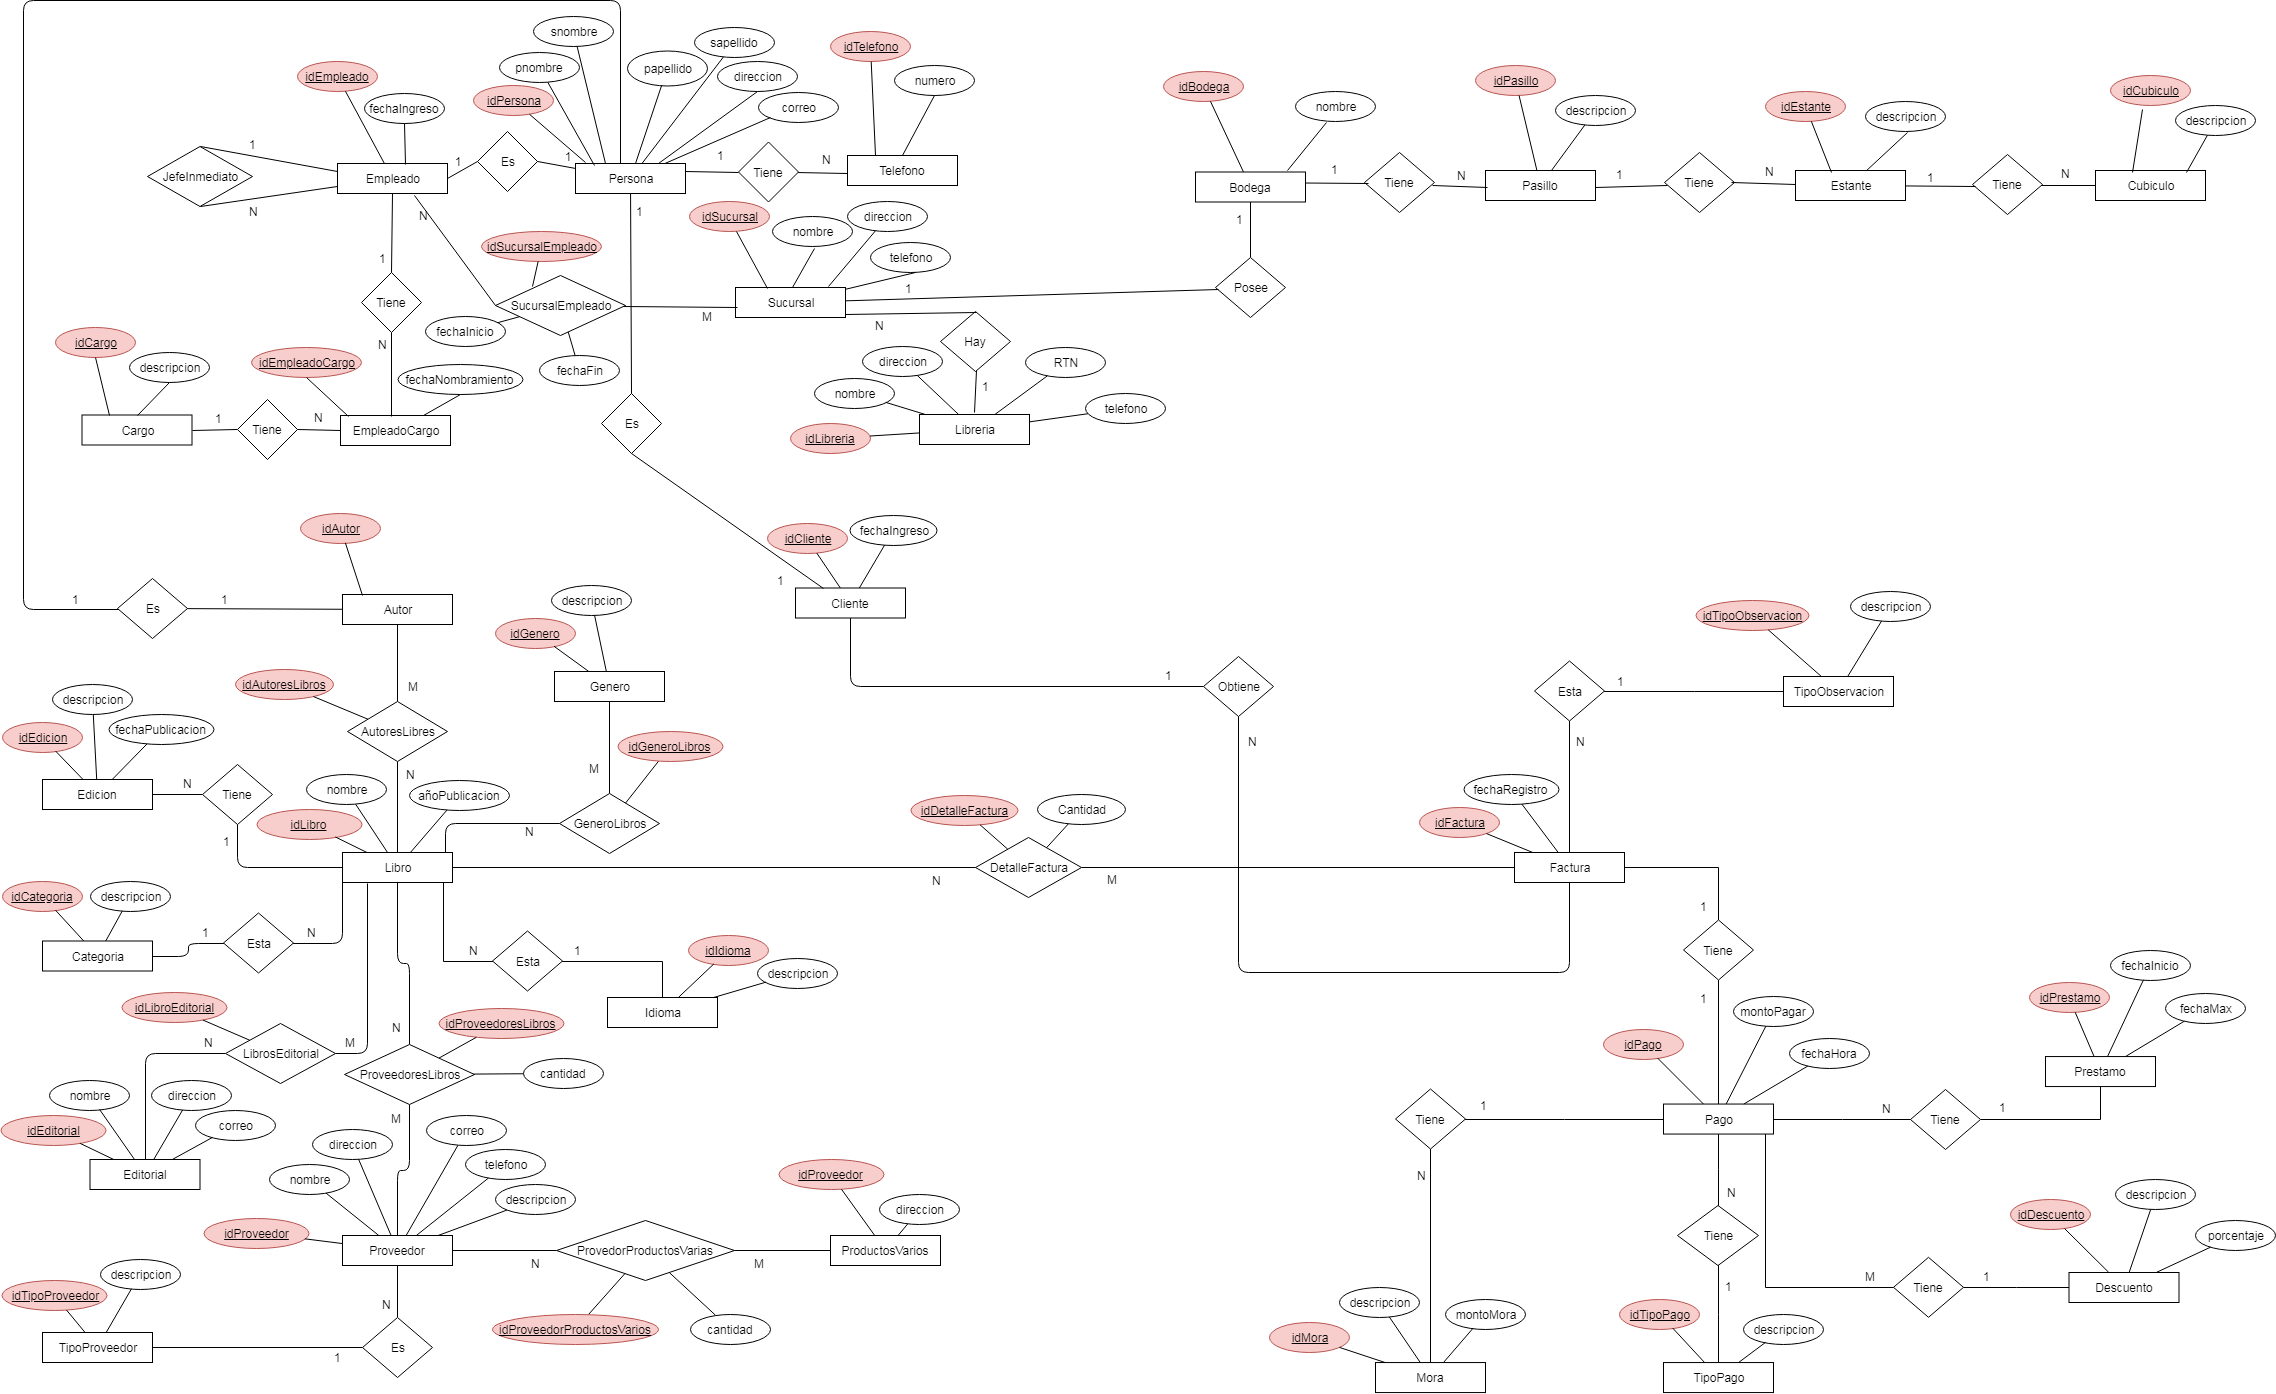 snombre
sapellido
idTelefono
pnombre
papellido
direccion
numero
idEmpleado
idPersona
correo
fechaIngreso
idBodega
nombre
idPasillo
descripcion
idEstante
descripcion
idCubiculo
descripcion
1
JefeInmediato
N
Empleado
1
Es
1
Persona
1
Tiene
N
Telefono
Bodega
1
Tiene
N
Pasillo
1
Tiene
N
Estante
1
Tiene
N
Cubiculo
N
1
idSucursal
nombre
direccion
telefono
1
idSucursalEmpleado
1
Tiene
N
SucursalEmpleado
fechaInicio
fechaFin
M
Sucursal
1
Posee
N
Hay
1
idCargo
descripcion
idEmpleadoCargo
fechaNombramiento
Cargo
1
Tiene
N
EmpleadoCargo
Es
direccion
RTN
nombre
telefono
idLibreria
Libreria
idAutor
idCliente
fechaIngreso
1
Cliente
1
Es
1
Autor
descripcion
idGenero
Genero
idTipoObservacion
descripcion
1
Obtiene
N
Esta
1
TipoObservacion
N
M
idAutoresLibros
AutoresLibres
N
descripcion
fechaPublicacion
idEdicion
Edicion
N
Tiene
1
idGeneroLibros
M
GeneroLibros
N
nombre
añoPublicacion
idLibro
Libro
idDetalleFactura
Cantidad
N
DetalleFactura
M
fechaRegistro
idFactura
Factura
idCategoria
descripcion
Categoria
1
Esta
N
N
Esta
1
idIdioma
descripcion
Idioma
1
Tiene
1
idLibroEditorial
N
LibrosEditorial
M
N
idProveedoresLibros
ProveedoresLibros
cantidad
M
fechaInicio
idPrestamo
fechaMax
Prestamo
montoPagar
idPago
fechaHora
nombre
direccion
correo
idEditorial
Editorial
Tiene
1
Pago
N
Tiene
1
N
direccion
correo
telefono
nombre
descripcion
idProveedor
Proveedor
N
ProvedorProductosVarias
M
idProveedor
direccion
ProductosVarios
idProveedorProductosVarios
cantidad
N
Tiene
1
M
Tiene
1
idDescuento
descripcion
porcentaje
Descuento
idTipoProveedor
descripcion
TipoProveedor
1
Es
N
descripcion
montoMora
idMora
Mora
idTipoPago
descripcion
TipoPago